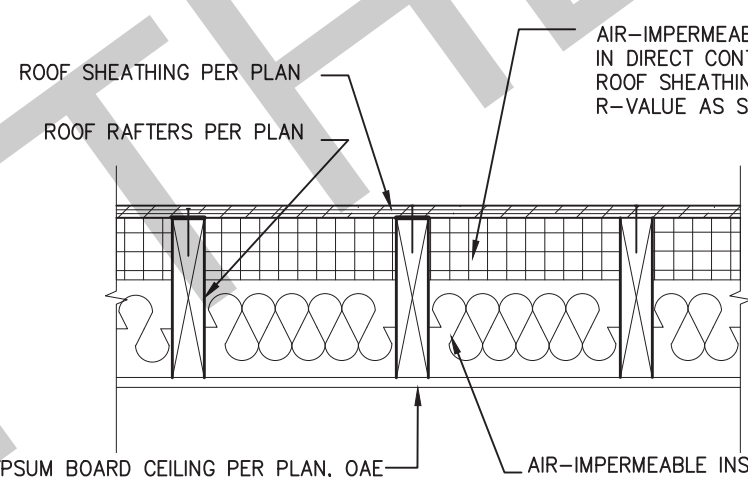 AIR-IMPERMEAB
IN DIRECT CONT
ROOF SHEATHIN
R-VALUE AS S
ROOF SHEATHING PER PLAN
ROOF RAFTERS PER PLAN
PSUM BOARD CEILING PER PLAN, OAE
AIR-IMPERMEABLE INS